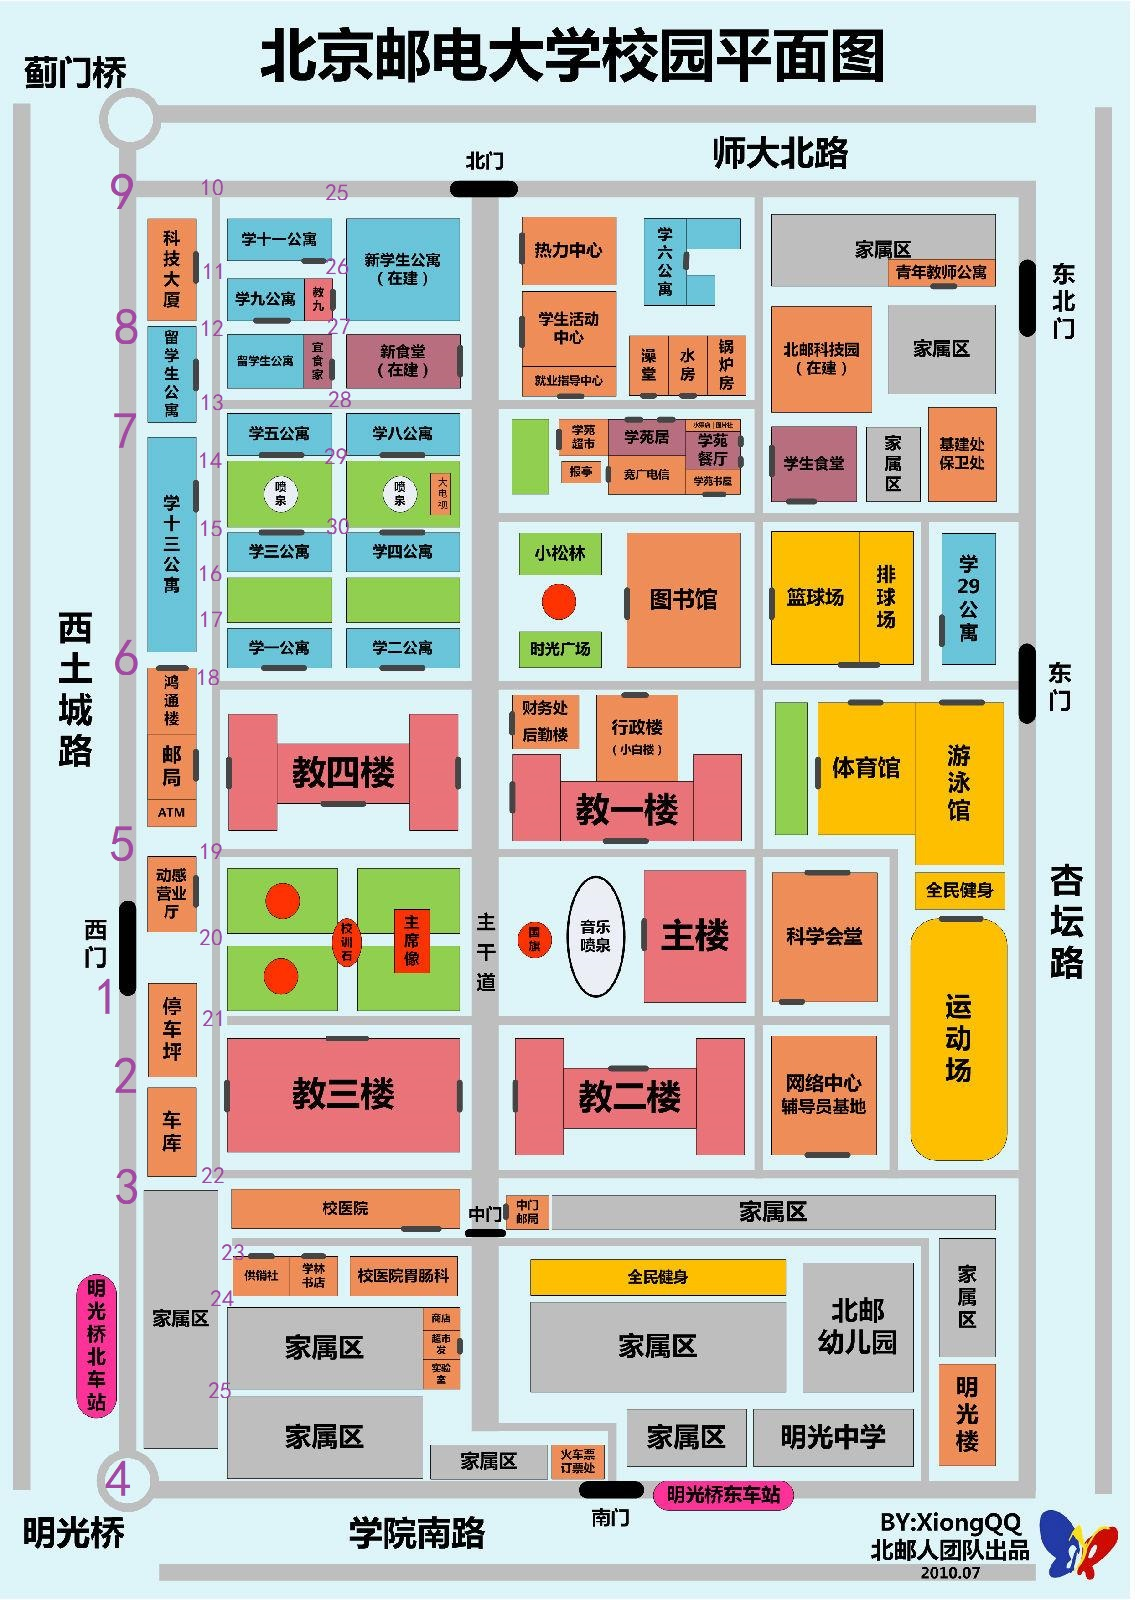 北京邮电大学校园平面图
蓟门桥
师大北路
北门
9
10
25
科技大厦
学十一公寓
新学生公寓
（在建）
热力中心
学六公寓
家属区
青年教师公寓
东北门
11
26
学九公寓
教九
8
12
27
学生活动
中心
就业指导中心
澡堂
水房
锅炉房
北邮科技园
（在建）
家属区
留学生公寓
留学生公寓
宜食家
新食堂
（在建）
13
28
7
学五公寓
学八公寓
学苑
超市
学苑居
学苑
餐厅
报亭
宽广电信
学苑书屋
学生食堂
家属区
基建处
保卫处
14
29
喷泉
喷泉
大电视
学十三公寓
15
30
学三公寓
学四公寓
小松林
图书馆
篮球场
排球场
学29公寓
16
17
时光广场
学一公寓
学二公寓
6
18
西土城路
东门
鸿通楼
邮局
ATM
教四楼
财务处
后勤楼
行政楼
（小白楼）
教一楼
体育馆
游泳馆
5
19
动感
营业
厅
全民健身
杏坛路
西门
20
校训石
主席像
主干道
国旗
音乐
喷泉
主楼
科学会堂
运动场
1
停车坪
21
2
车库
教三楼
教二楼
网络中心
辅导员基地
3
22
校医院
中门
中门
邮局
家属区
23
供销社
学林
书店
校医院胃肠科
全民健身
家属区
24
明光桥北车站
家属区
家属区
商店
超市
发
实验
室
家属区
北邮
幼儿园
25
家属区
家属区
火车票
订票处
家属区
明光中学
明光楼
4
南门
明光桥东车站
明光桥
学院南路
BY:XiongQQ
北邮人团队出品
2010.07